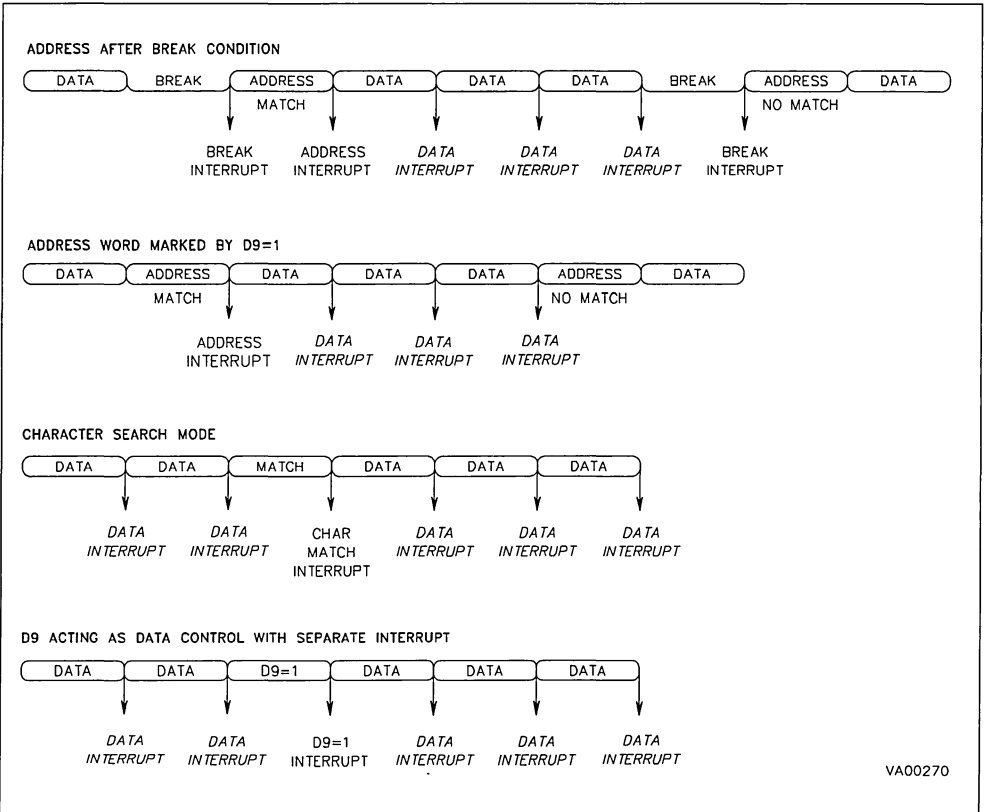 ADDRESS AFTER BREAK CONDITION
DATA BREAK ADDRESS DATA DATA DATA BREAK ADDRESS DATA
MATCH NO MATCH
BREAK ADDRESS DATA DATA DATA BREAK
INTERRUPT INTERRUPT INTERRUPT INTERRUPT INTERRUPT INTERRUPT
ADDRESS WORD MARKED BY D9=1
DATA ADDRESS DATA DATA DATA ADDRESS DATA
MATCH NO MATCH
ADDRESS DATA DATA DATA
INTERRUPT INTERRUPT INTERRUPT INTERRUPT
CHARACTER SEARCH MODE
DATA DATA MATCH DATA DATA DATA
DATA DATA CHAR DATA DATA DATA
INTERRUPT INTERRUPT MATCH INTERRUPT INTERRUPT INTERRUPT
INTERRUPT
D9 ACTING AS DATA CONTROL WITH SEPARATE INTERRUPT
DATA DATA D9=1 DATA DATA DATA
DATA DATA D9=1 DATA DATA DATA
INTERRUPT INTERRUPT INTERRUPT INTERRUPT INTERRUPT INTERRUPT
VA00270